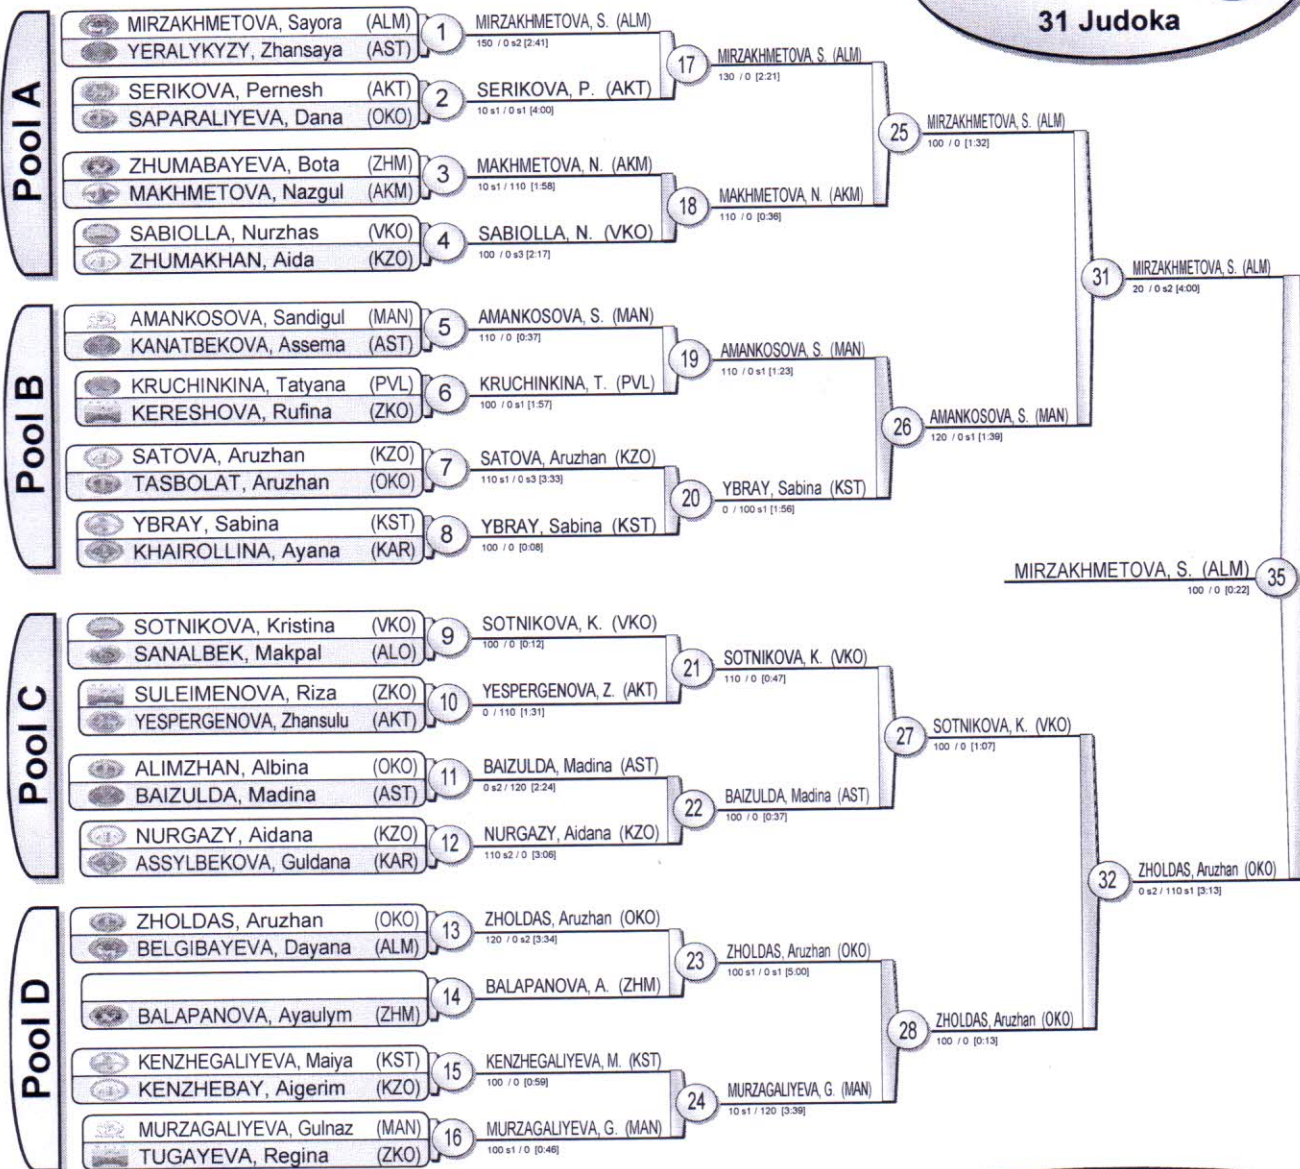 31 Judoka
Pool A
MIRZAKHMETOVA, Sayora (ALM)
YERALYKYZY, Zhansaya (AST)
1
MIRZAKHMETOVA, S. (ALM)
150 / 0 s2 [2:41]
SERIKOVA, Pernesh (AKT)
SAPARALIYEVA, Dana (OKO)
2
SERIKOVA, P. (AKT)
10 s1 / 0 s1 [4:00]
17
MIRZAKHMETOVA, S. (ALM)
130 / 0 [2:21]
ZHUMABAYEVA, Bota (ZHM)
MAKHMETOVA, Nazgul (AKM)
3
MAKHMETOVA, N. (AKM)
10 s1 / 110 [1:58]
SABIOLLA, Nurzhas (VKO)
ZHUMAKHAN, Aida (KZO)
4
SABIOLLA, N. (VKO)
100 / 0 s3 [2:17]
18
MAKHMETOVA, N. (AKM)
110 / 0 [0:36]
25
MIRZAKHMETOVA, S. (ALM)
100 / 0 [1:32]
Pool B
AMANKOSOVA, Sandigul (MAN)
KANATBEKOVA, Assema (AST)
5
AMANKOSOVA, S. (MAN)
110 / 0 [0:37]
KRUCHINKINA, Tatyana (PVL)
KERESHOVA, Rufina (ZKO)
6
KRUCHINKINA, T. (PVL)
100 / 0 s1 [1:57]
19
AMANKOSOVA, S. (MAN)
110 / 0 s1 [1:23]
SATOVA, Aruzhan (KZO)
TASBOLAT, Aruzhan (OKO)
7
SATOVA, Aruzhan (KZO)
110 s1 / 0 s3 [3:33]
YBRAY, Sabina (KST)
KHAIROLLINA, Ayana (KAR)
8
YBRAY, Sabina (KST)
100 / 0 [0:08]
20
YBRAY, Sabina (KST)
0 / 100 s1 [1:56]
26
AMANKOSOVA, S. (MAN)
120 / 0 s1 [1:39]
31
MIRZAKHMETOVA, S. (ALM)
20 / 0 s2 [4:00]
MIRZAKHMETOVA, S. (ALM)
100 / 0 [0:22]
35
Pool C
SOTNIKOVA, Kristina (VKO)
SANALBEK, Makpal (ALO)
9
SOTNIKOVA, K. (VKO)
100 / 0 [0:12]
SULEIMENOVA, Riza (ZKO)
YESPERGENOVA, Zhansulu (AKT)
10
YESPERGENOVA, Z. (AKT)
0 / 110 [1:31]
21
SOTNIKOVA, K. (VKO)
110 / 0 [0:47]
ALIMZHAN, Albina (OKO)
BAIZULDA, Madina (AST)
11
BAIZULDA, Madina (AST)
0 s2 / 120 [2:24]
NURGAZY, Aidana (KZO)
ASSYLBEKOVA, Guldana (KAR)
12
NURGAZY, Aidana (KZO)
110 s2 / 0 [3:06]
22
BAIZULDA, Madina (AST)
100 / 0 [0:37]
27
SOTNIKOVA, K. (VKO)
100 / 0 [1:07]
Pool D
ZHOLDAS, Aruzhan (OKO)
BELGIBAYEVA, Dayana (ALM)
13
ZHOLDAS, Aruzhan (OKO)
120 / 0 s2 [3:34]
BALAPANOVA, Ayaulym (ZHM)
14
BALAPANOVA, A. (ZHM)
23
ZHOLDAS, Aruzhan (OKO)
100 s1 / 0 s1 [5:00]
KENZHEGALIYEVA, Maiya (KST)
KENZHEBAY, Aigerim (KZO)
15
KENZHEGALIYEVA, M. (KST)
100 / 0 [0:59]
MURZAGALIYEVA, Gulnaz (MAN)
TUGAYEVA, Regina (ZKO)
16
MURZAGALIYEVA, G. (MAN)
100 s1 / 0 [0:46]
24
MURZAGALIYEVA, G. (MAN)
10 s1 / 120 [3:39]
28
ZHOLDAS, Aruzhan (OKO)
100 / 0 [0:13]
32
ZHOLDAS, Aruzhan (OKO)
0 s2 / 110 s1 [3:13]